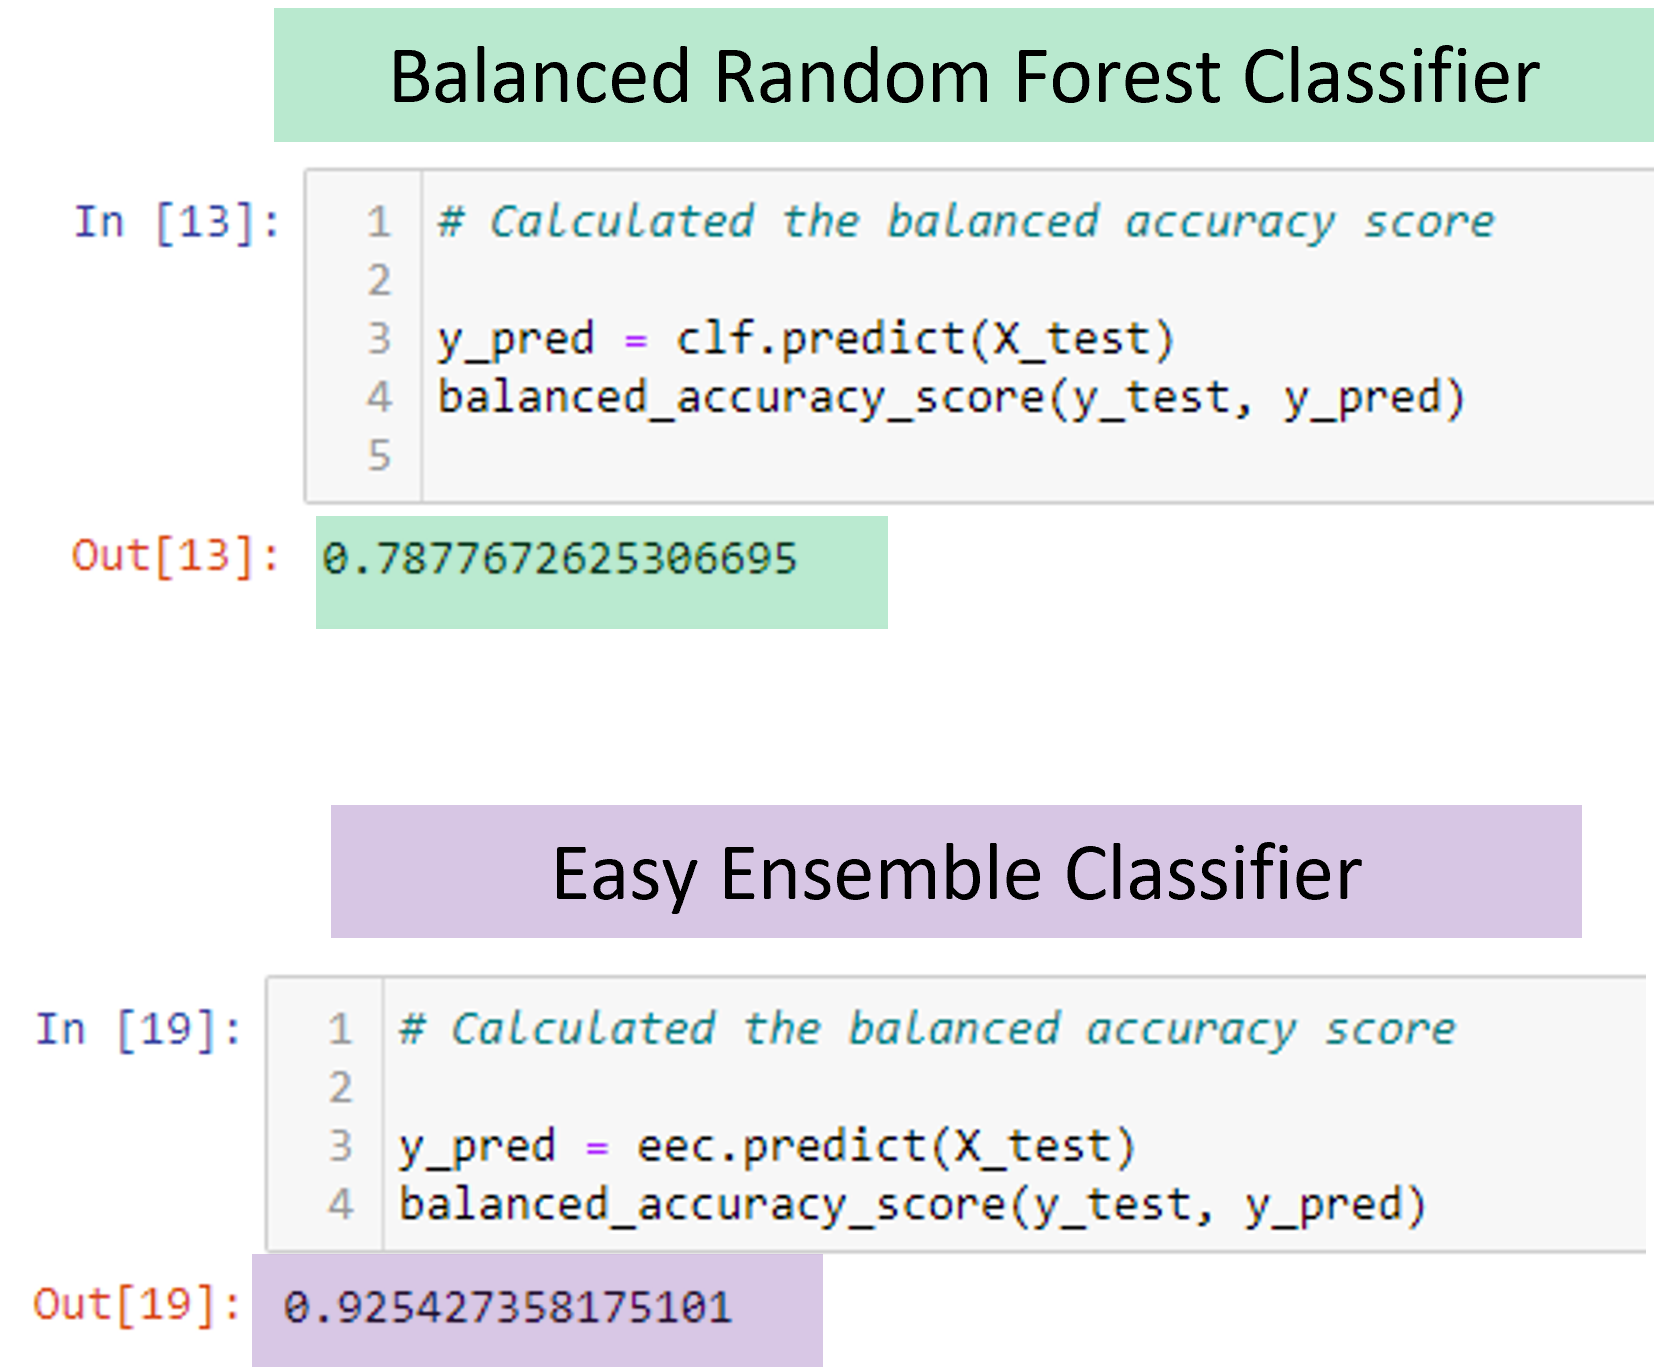 Balanced Random Forest Classifier
In [13]:
1 # Calculated the balanced accuracy score
2
3 y_pred = clf.predict(X_test)
4 balanced_accuracy_score(y_test, y_pred)
5
Out[13]: 0.7877672625306695
Easy Ensemble Classifier
In [19]:
1 # Calculated the balanced accuracy score
2
3 y_pred = eec.predict(X_test)
4 balanced_accuracy_score(y_test, y_pred)
Out[19]: 0.925427358175101